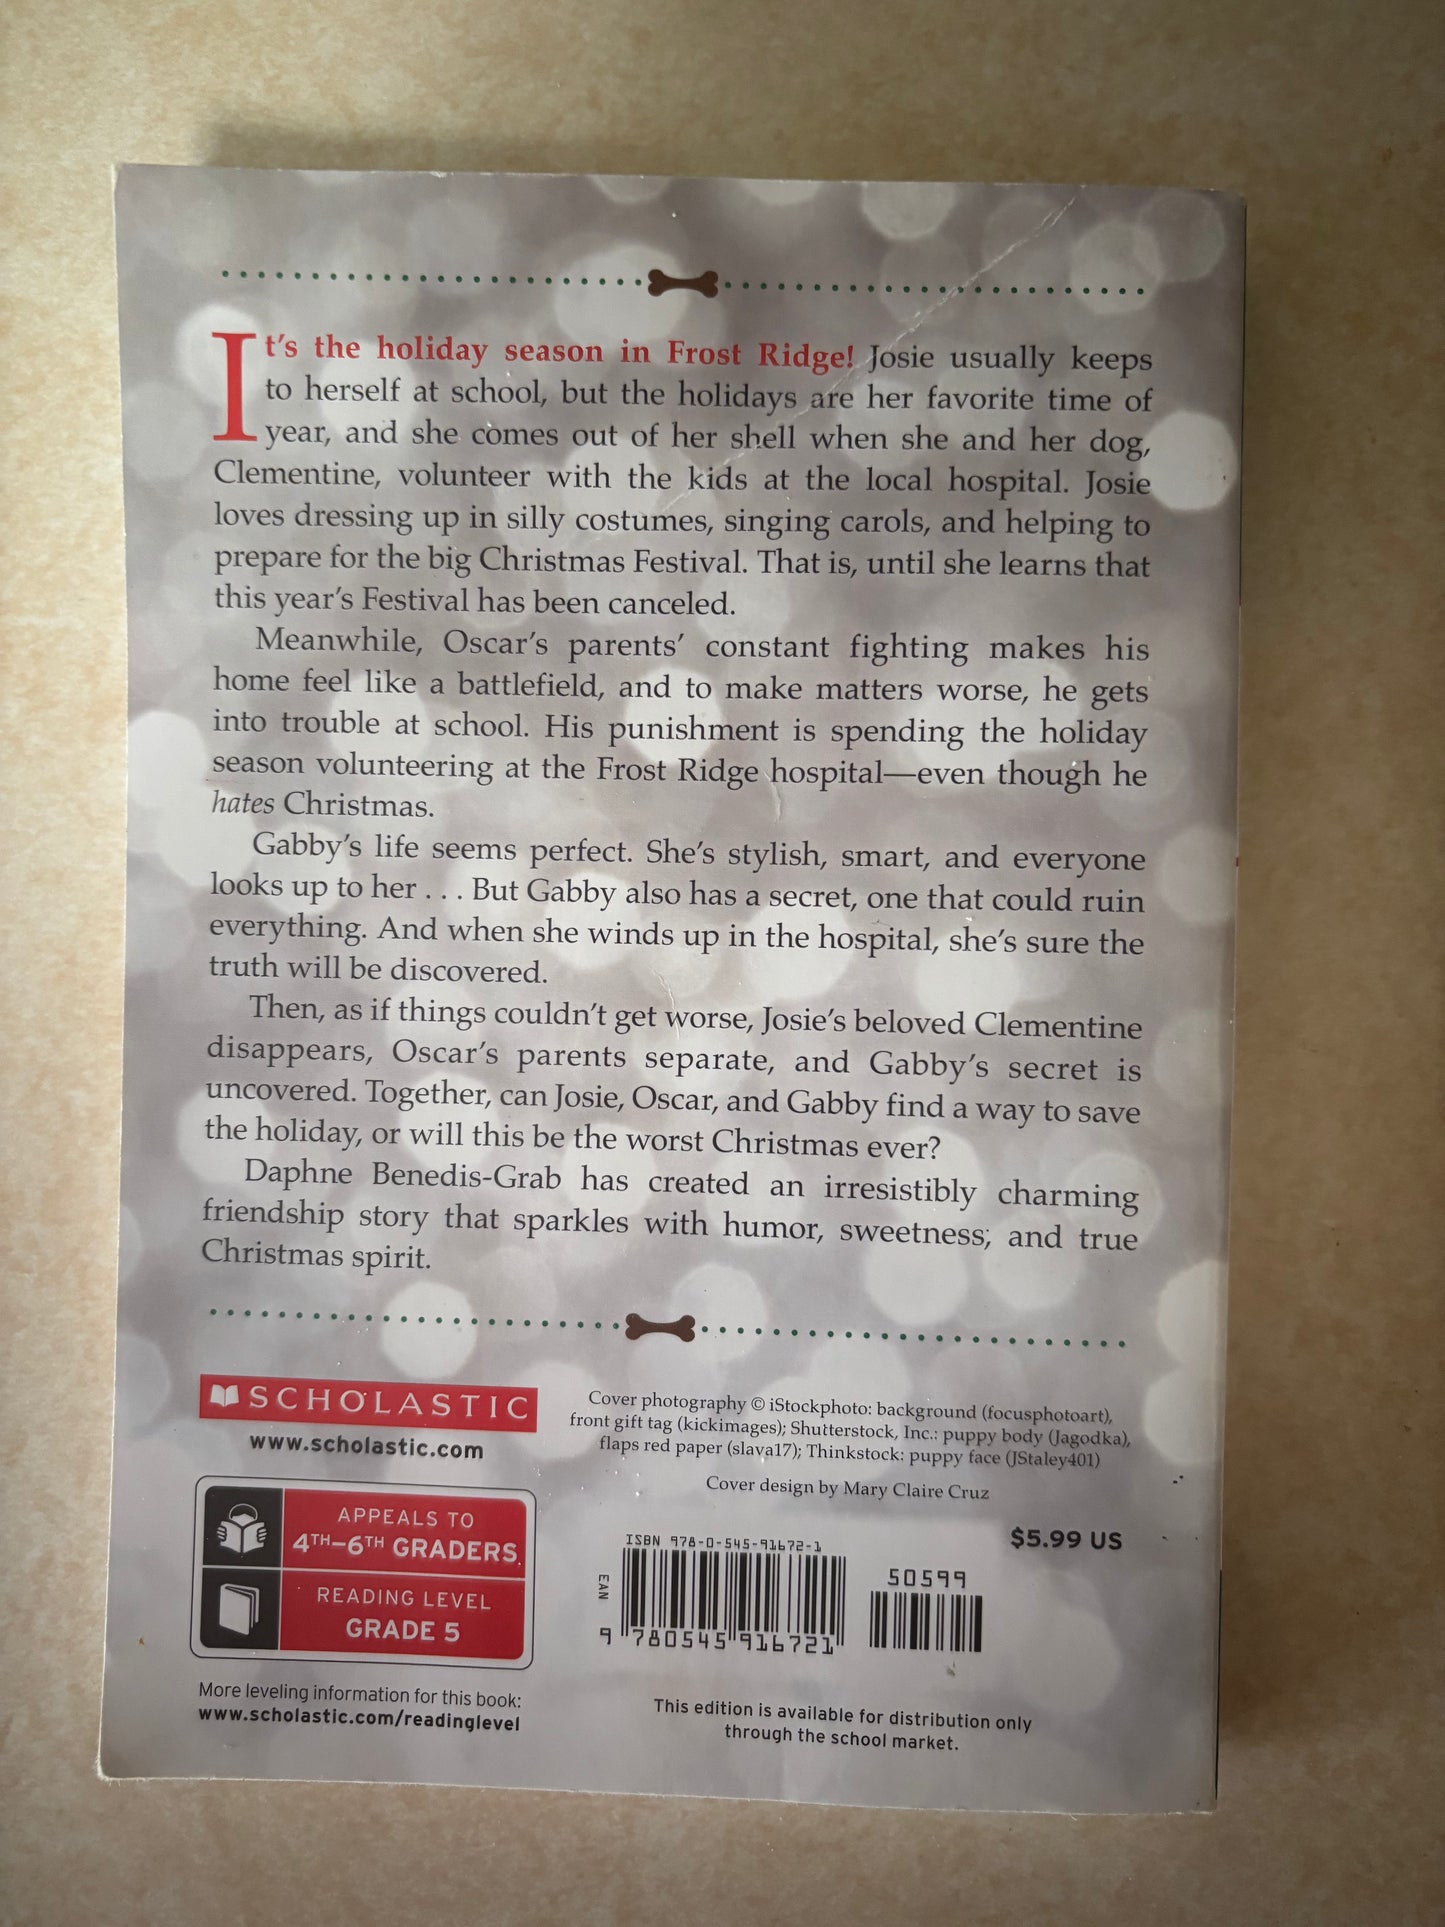 It's the holiday season in Frost Ridge! Josie usually keeps
to herself at school, but the holidays are her favorite time of
year, and she comes out of her shell when she and her dog,
Clementine, volunteer with the kids at the local hospital. Josie
loves dressing up in silly costumes, singing carols, and helping to
prepare for the big Christmas Festival. That is, until she learns that
this year's Festival has been canceled.
Meanwhile, Oscar's parents' constant fighting makes his
home feel like a battlefield, and to make matters worse, he gets
into trouble at school. His punishment is spending the holiday
season volunteering at the Frost Ridge hospital—even though he
hates Christmas.
Gabby's life seems perfect. She's stylish, smart, and everyone
looks up to her . . . But Gabby also has a secret, one that could ruin
everything. And when she winds up in the hospital, she's sure the
truth will be discovered.
Then, as if things couldn't get worse, Josie's beloved Clementine
disappears, Oscar's parents separate, and Gabby's secret is
uncovered. Together, can Josie, Oscar, and Gabby find a way to save
the holiday, or will this be the worst Christmas ever?
Daphne Benedis-Grab has created an irresistibly charming
friendship story that sparkles with humor, sweetness, and true
Christmas spirit.
SCHOLASTIC
www.scholastic.com
APPEALS TO
4TH–6TH GRADERS
READING LEVEL
GRADE 5
More leveling information for this book:
www.scholastic.com/readinglevel
Cover photography © iStockphoto: background (focusphotoart),
front gift tag (kickimages); Shutterstock, Inc.: puppy body (Jagodka),
flaps red paper (slava17); Thinkstock: puppy face (JStaley401)
Cover design by Mary Claire Cruz
$5.99 US
ISBN 978-0-545-91672-1
50599
EAN
9 780545 916721
This edition is available for distribution only
through the school market.